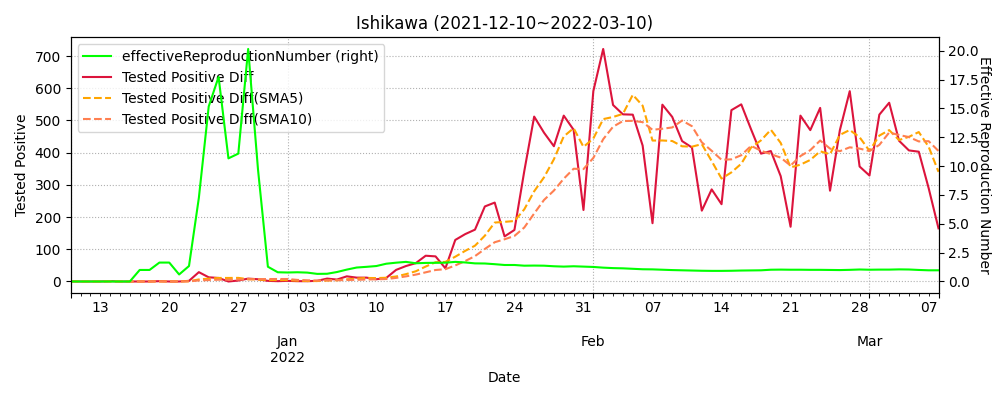 Ishikawa (2021-12-10~2022-03-10)
effectiveReproductionNumber (right)
Tested Positive Diff
Tested Positive Diff(SMA5)
Tested Positive Diff(SMA10)
Tested Positive
700
600
500
400
300
200
100
0
Effective Reproduction Number
20.0
17.5
15.0
12.5
10.0
7.5
5.0
2.5
0.0
13 20 27 03 10 17 24 31 07 14 21 28 07
Jan Feb Mar
2022
Date